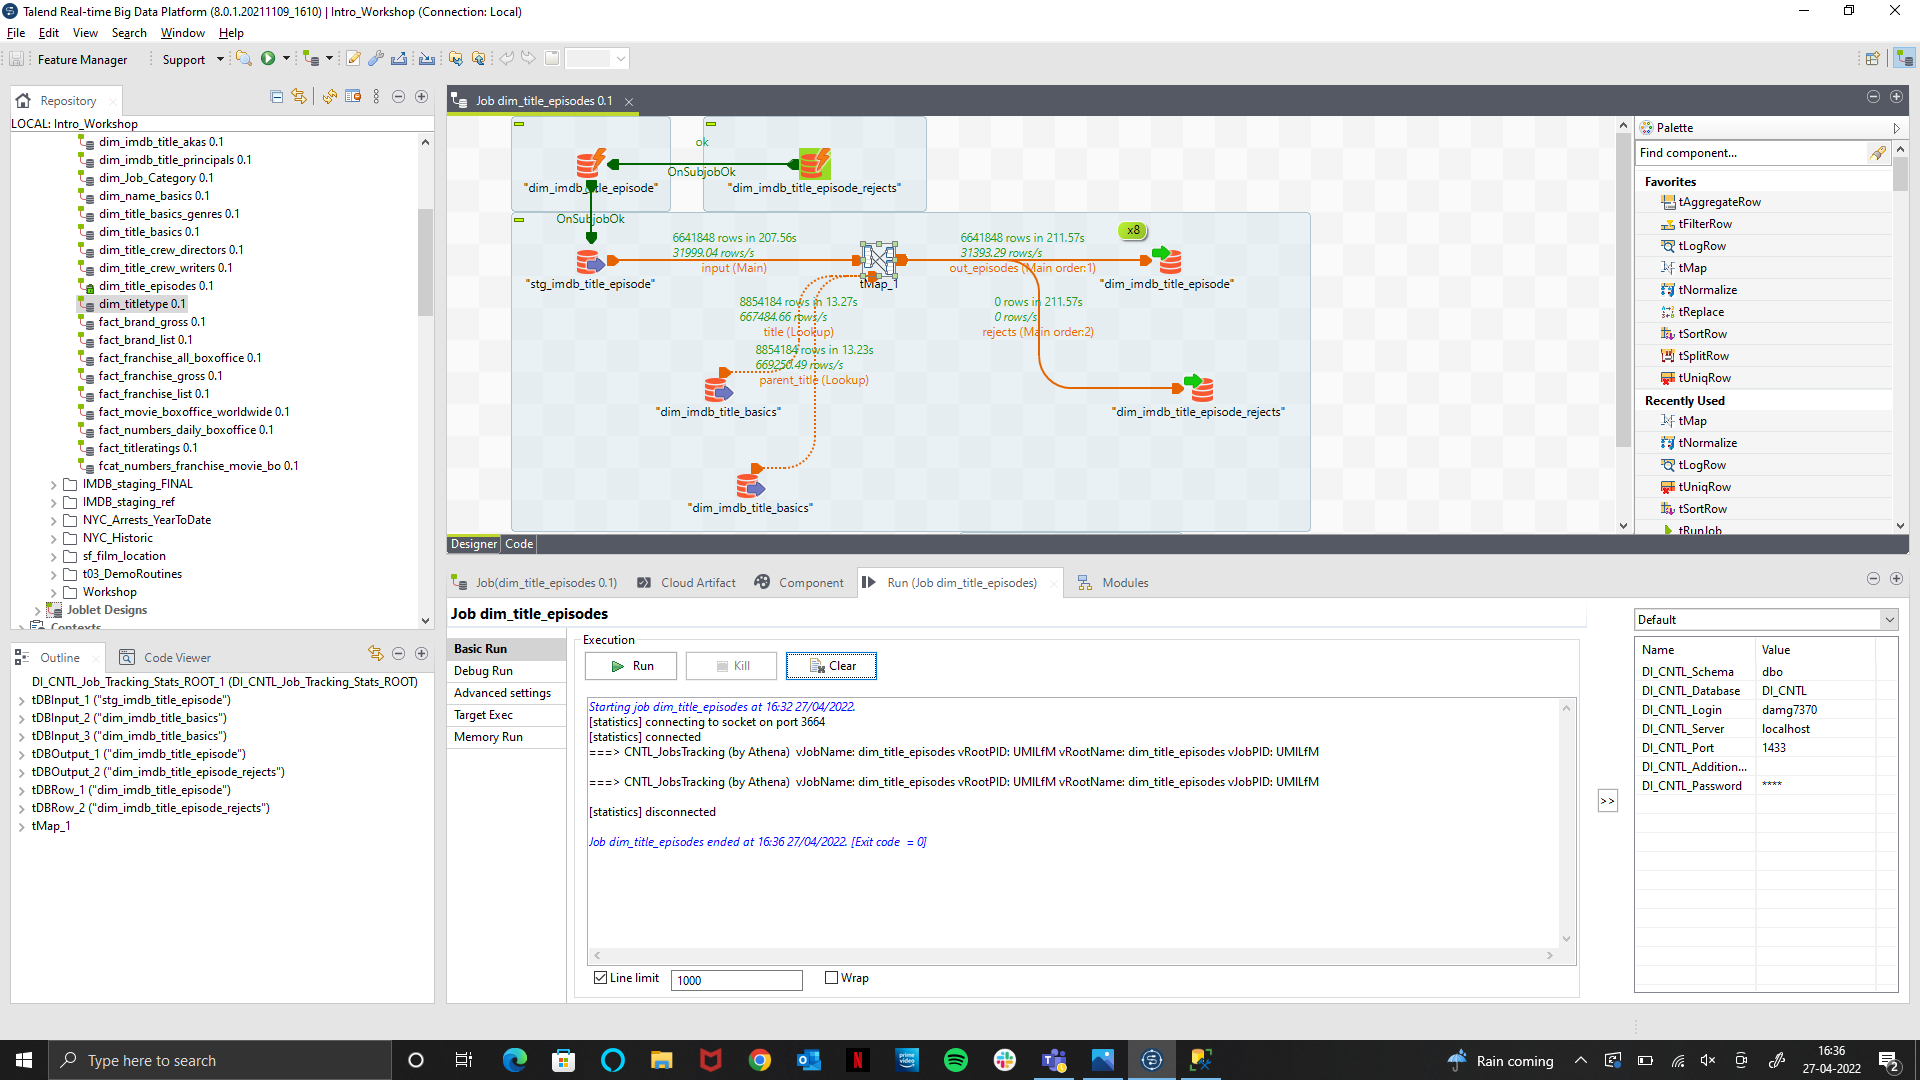 Talend Real-time Big Data Platform (8.0.1.20211109_1610) | Intro_Workshop (Connection: Local)
File Edit View Search Window Help
Feature Manager Support
Repository
LOCAL: Intro_Workshop
dim_imdb_title_akas 0.1
dim_imdb_title_principals 0.1
dim_Job_Category 0.1
dim_name_basics 0.1
dim_title_basics_genres 0.1
dim_title_basics 0.1
dim_title_crew_directors 0.1
dim_title_crew_writers 0.1
dim_title_episodes 0.1
dim_titletype 0.1
fact_brand_gross 0.1
fact_brand_list 0.1
fact_franchise_all_boxoffice 0.1
fact_franchise_gross 0.1
fact_franchise_list 0.1
fact_movie_boxoffice_worldwide 0.1
fact_numbers_daily_boxoffice 0.1
fact_titleratings 0.1
fcat_numbers_franchise_movie_bo 0.1
IMDB_staging_FINAL
IMDB_staging_ref
NYC_Arrests_YearToDate
NYC_Historic
sf_film_location
t03_DemoRoutines
Workshop
Joblet Designs
Contexts
Outline Code Viewer
DI_CNTL_Job_Tracking_Stats_ROOT_1 (DI_CNTL_Job_Tracking_Stats_ROOT)
tDBInput_1 ("stg_imdb_title_episode")
tDBInput_2 ("dim_imdb_title_basics")
tDBInput_3 ("dim_imdb_title_basics")
tDBOutput_1 ("dim_imdb_title_episode")
tDBOutput_2 ("dim_imdb_title_episode_rejects")
tDBRow_1 ("dim_imdb_title_episode")
tDBRow_2 ("dim_imdb_title_episode_rejects")
tMap_1
Job dim_title_episodes 0.1
ok
OnSubjobOk
"dim_imdb_title_episode" "dim_imdb_title_episode_rejects"
OnSubjobOk
6641848 rows in 207.56s
31999.04 rows/s
input (Main)
6641848 rows in 211.57s
31393.29 rows/s
out_episodes (Main order:1)
x8
"stg_imdb_title_episode" tMap_1 "dim_imdb_title_episode"
8854184 rows in 13.27s
667484.66 rows/s
title (Lookup)
0 rows in 211.57s
0 rows/s
rejects (Main order:2)
8854184 rows in 13.23s
669250.49 rows/s
parent_title (Lookup)
"dim_imdb_title_basics" "dim_imdb_title_episode_rejects"
"dim_imdb_title_basics"
Designer Code
Palette
Find component...
Favorites
tAggregateRow
tFilterRow
tLogRow
tMap
tNormalize
tReplace
tSortRow
tSplitRow
tUniqRow
Recently Used
tMap
tNormalize
tLogRow
tUniqRow
tSortRow
tRunJob
Job(dim_title_episodes 0.1) Cloud Artifact Component Run (Job dim_title_episodes) Modules
Job dim_title_episodes
Basic Run
Debug Run
Advanced settings
Target Exec
Memory Run
Execution
Run Kill Clear
Starting job dim_title_episodes at 16:32 27/04/2022.
[statistics] connecting to socket on port 3664
[statistics] connected
===> CNTL_JobsTracking (by Athena) vJobName: dim_title_episodes vRootPID: UMILfM vRootName: dim_title_episodes vJobPID: UMILfM
===> CNTL_JobsTracking (by Athena) vJobName: dim_title_episodes vRootPID: UMILfM vRootName: dim_title_episodes vJobPID: UMILfM
[statistics] disconnected
Job dim_title_episodes ended at 16:36 27/04/2022. [Exit code = 0]
Line limit 1000 Wrap
>>
Default
Name Value
DI_CNTL_Schema dbo
DI_CNTL_Database DI_CNTL
DI_CNTL_Login damg7370
DI_CNTL_Server localhost
DI_CNTL_Port 1433
DI_CNTL_Addition...
DI_CNTL_Password ****
Type here to search
prime video
Rain coming
16:36
27-04-2022
2